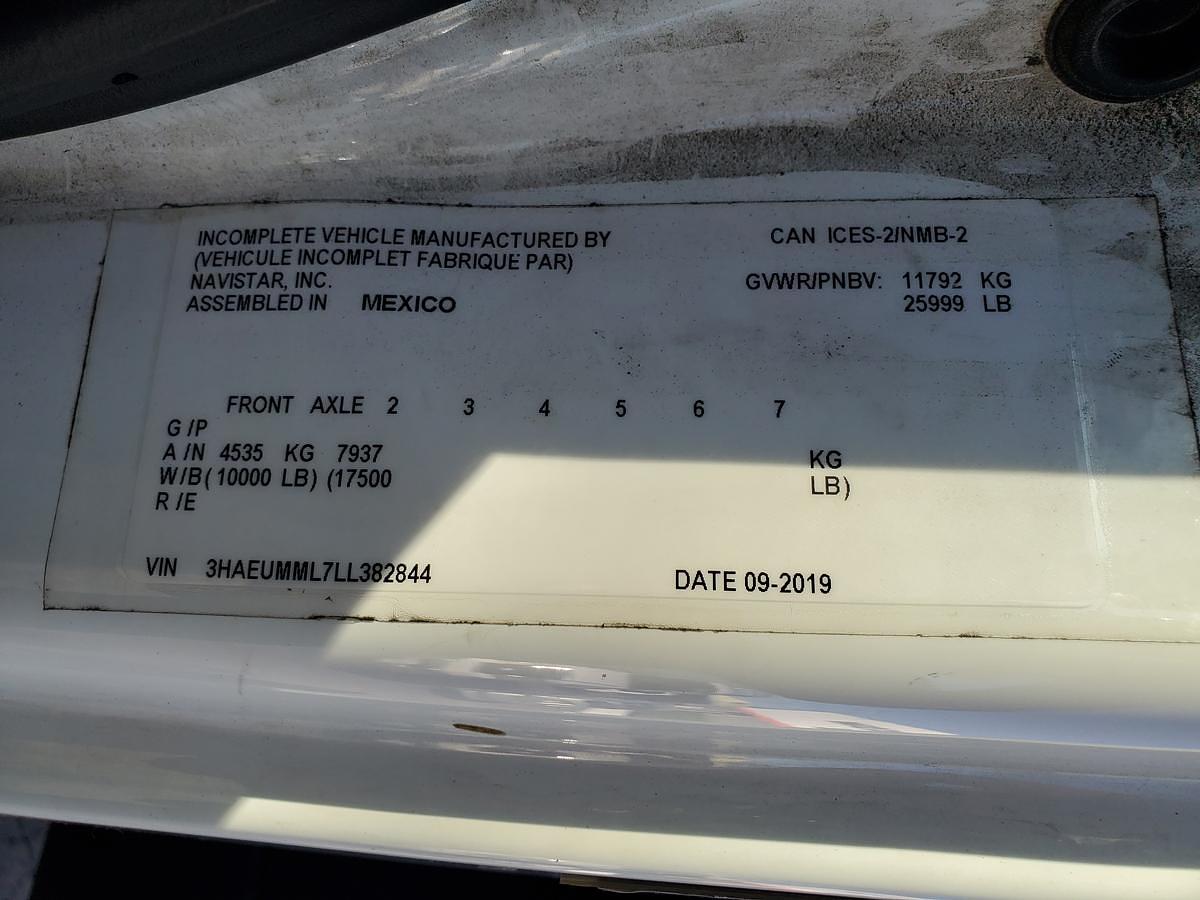 INCOMPLETE VEHICLE MANUFACTURED BY
(VEHICULE INCOMPLET FABRIQUE PAR)
NAVISTAR, INC.
ASSEMBLED IN MEXICO
CAN ICES-2/NMB-2
GVWR/PNBV: 11792 KG
25999 LB
FRONT AXLE 2 3 4 5 6 7
G /P
A /N 4535 KG 7937 KG
W/B ( 10000 LB) (17500 LB)
R /E
VIN 3HAEUMML7LL382844
DATE 09-2019